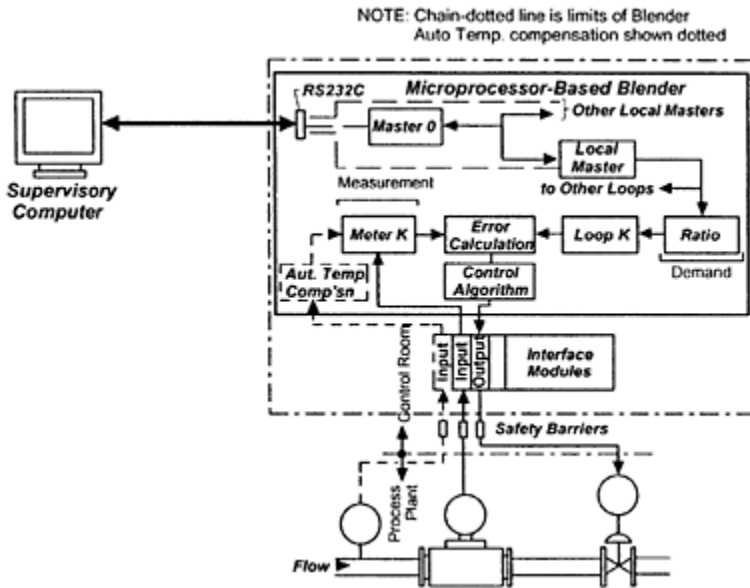 NOTE: Chain-dotted line is limits of Blender
Auto Temp. compensation shown dotted
RS232C
Microprocessor-Based Blender
Other Local Masters
Master 0
Local
Master
to Other Loops
Supervisory
Computer
Measurement
Meter K
Error
Calculation
Loop K
Ratio
Demand
Aut. Temp
Comp'sn
Control
Algorithm
Input
Input
Output
Interface
Modules
Control Room
Safety Barriers
Process
Plant
Flow